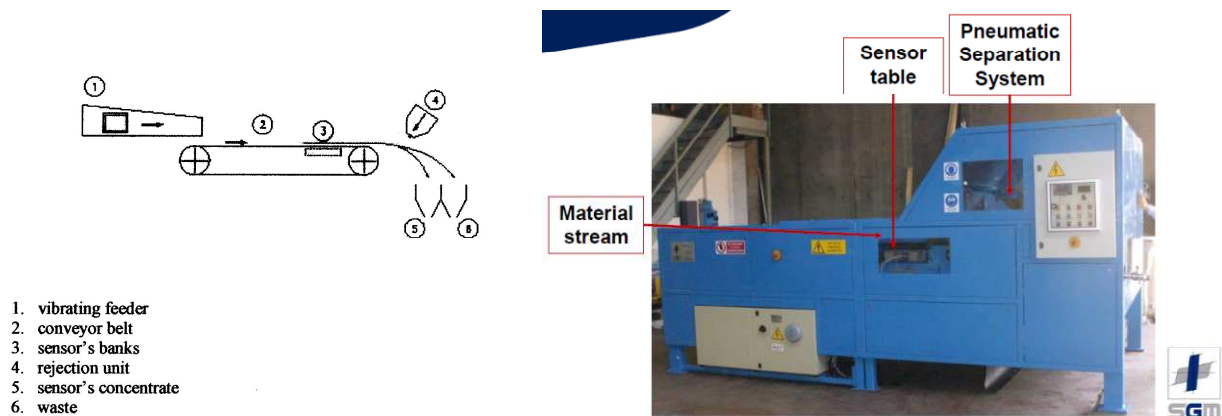 1
2
3
4
5
6
1. vibrating feeder
2. conveyor belt
3. sensor's banks
4. rejection unit
5. sensor's concentrate
6. waste
Sensor
table
Pneumatic
Separation
System
Material
stream
SGM